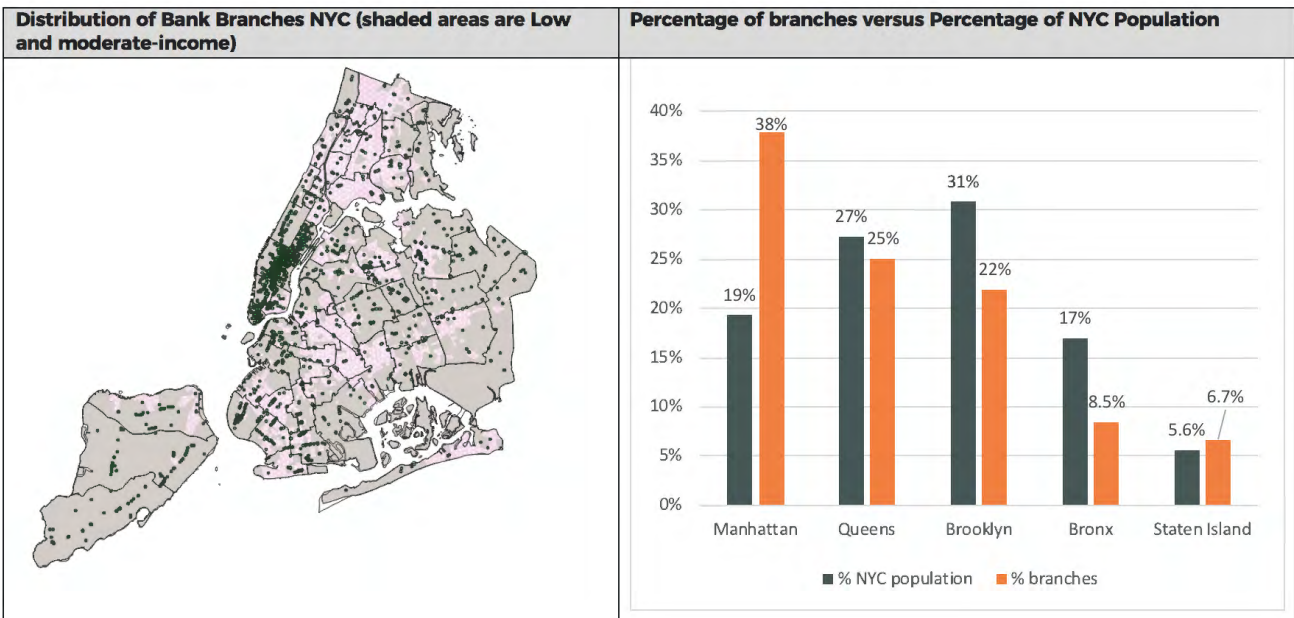 Distribution of Bank Branches NYC (shaded areas are Low
and moderate-income)
Percentage of branches versus Percentage of NYC Population
40%
35%
30%
25%
20%
15%
10%
5%
0%
19%
38%
27%
25%
31%
22%
17%
8.5%
5.6%
6.7%
Manhattan
Queens
Brooklyn
Bronx
Staten Island
% NYC population
% branches